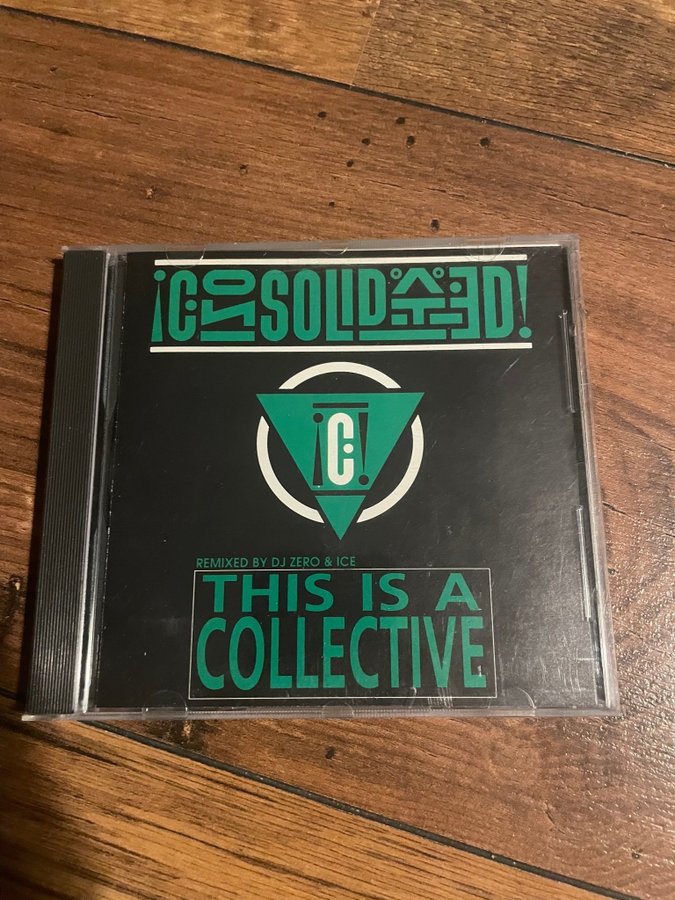 ¡CONSOLIDATED!
¡C!
REMIXED BY DJ ZERO & ICE
THIS IS A
COLLECTIVE